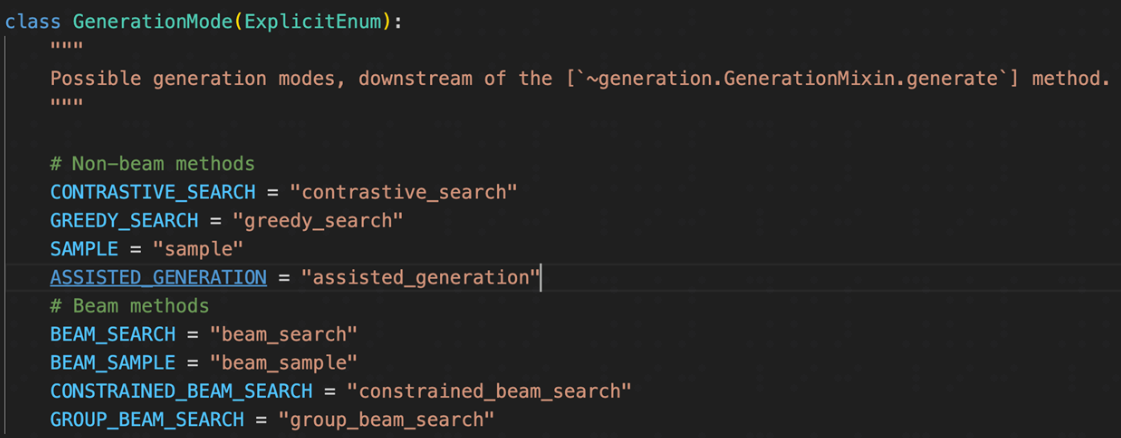 class GenerationMode(ExplicitEnum):
"""
Possible generation modes, downstream of the [`~generation.GenerationMixin.generate`] method.
"""
# Non-beam methods
CONTRASTIVE_SEARCH = "contrastive_search"
GREEDY_SEARCH = "greedy_search"
SAMPLE = "sample"
ASSISTED_GENERATION = "assisted_generation"
# Beam methods
BEAM_SEARCH = "beam_search"
BEAM_SAMPLE = "beam_sample"
CONSTRAINED_BEAM_SEARCH = "constrained_beam_search"
GROUP_BEAM_SEARCH = "group_beam_search"